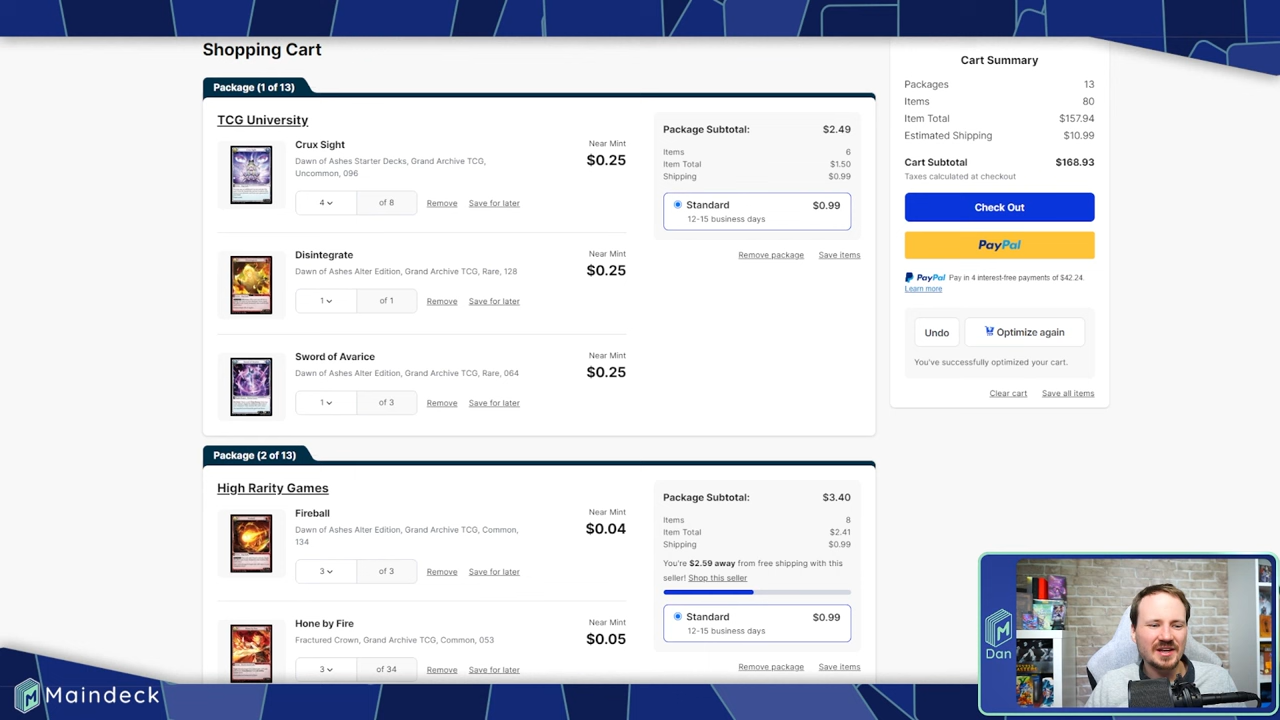 Shopping Cart
Package (1 of 13)
TCG University
Crux Sight
Dawn of Ashes Starter Decks, Grand Archive TCG,
Uncommon, 096
Near Mint
$0.25
4
of 8
Remove
Save for later
Disintegrate
Dawn of Ashes Alter Edition, Grand Archive TCG, Rare, 128
Near Mint
$0.25
1
of 1
Remove
Save for later
Sword of Avarice
Dawn of Ashes Alter Edition, Grand Archive TCG, Rare, 064
Near Mint
$0.25
1
of 3
Remove
Save for later
Package Subtotal: $2.49
Items 6
Item Total $1.50
Shipping $0.99
Standard $0.99
12-15 business days
Remove package
Save items
Package (2 of 13)
High Rarity Games
Fireball
Dawn of Ashes Alter Edition, Grand Archive TCG, Common,
134
Near Mint
$0.04
3
of 3
Remove
Save for later
Hone by Fire
Fractured Crown, Grand Archive TCG, Common, 053
Near Mint
$0.05
3
of 34
Remove
Save for later
Package Subtotal: $3.40
Items 8
Item Total $2.41
Shipping $0.99
You're $2.59 away from free shipping with this
seller! Shop this seller
Standard $0.99
12-15 business days
Remove package
Save items
Cart Summary
Packages 13
Items 80
Item Total $157.94
Estimated Shipping $10.99
Cart Subtotal $168.93
Taxes calculated at checkout
Check Out
PayPal
PayPal Pay in 4 interest-free payments of $42.24.
Learn more
Undo
Optimize again
You've successfully optimized your cart.
Clear cart
Save all items
Dan
Maindeck